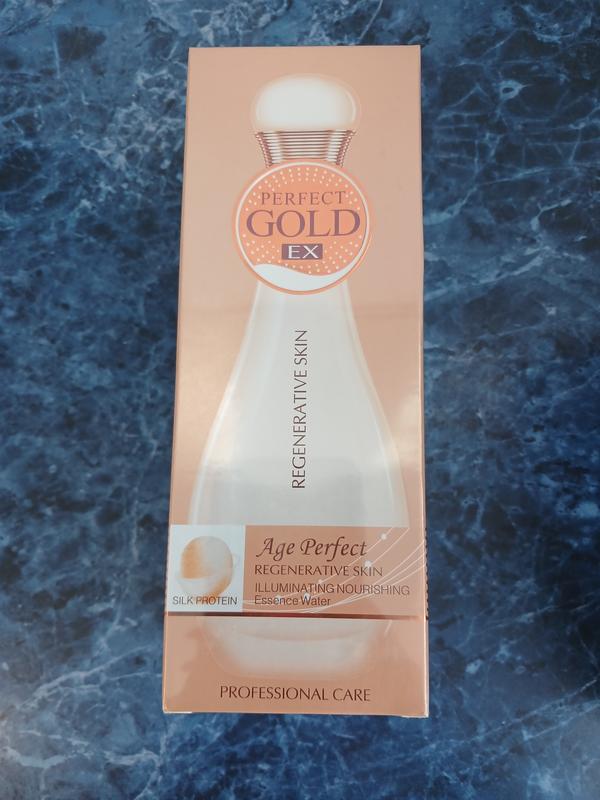 PERFECT
GOLD
EX
REGENERATIVE SKIN
Age Perfect
REGENERATIVE SKIN
ILLUMINATING NOURISHING
Essence Water
SILK PROTEIN
PROFESSIONAL CARE